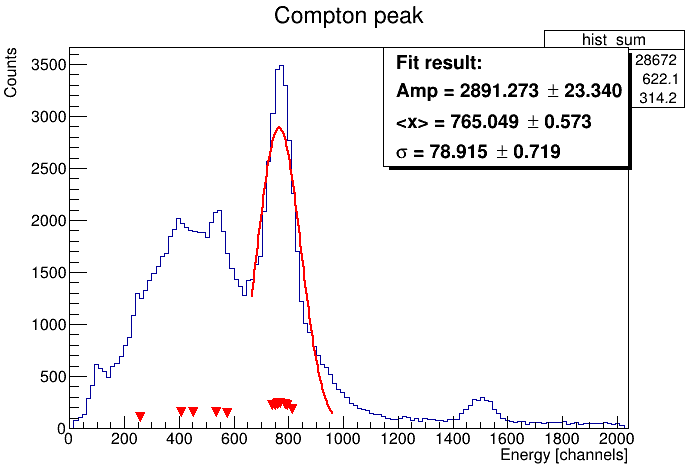 Compton peak
hist_sum
28672
622.1
314.2
Fit result:
Amp = 2891.273 ± 23.340
<x> = 765.049 ± 0.573
σ = 78.915 ± 0.719
Counts
3500
3000
2500
2000
1500
1000
500
0
0 200 400 600 800 1000 1200 1400 1600 1800 2000
Energy [channels]